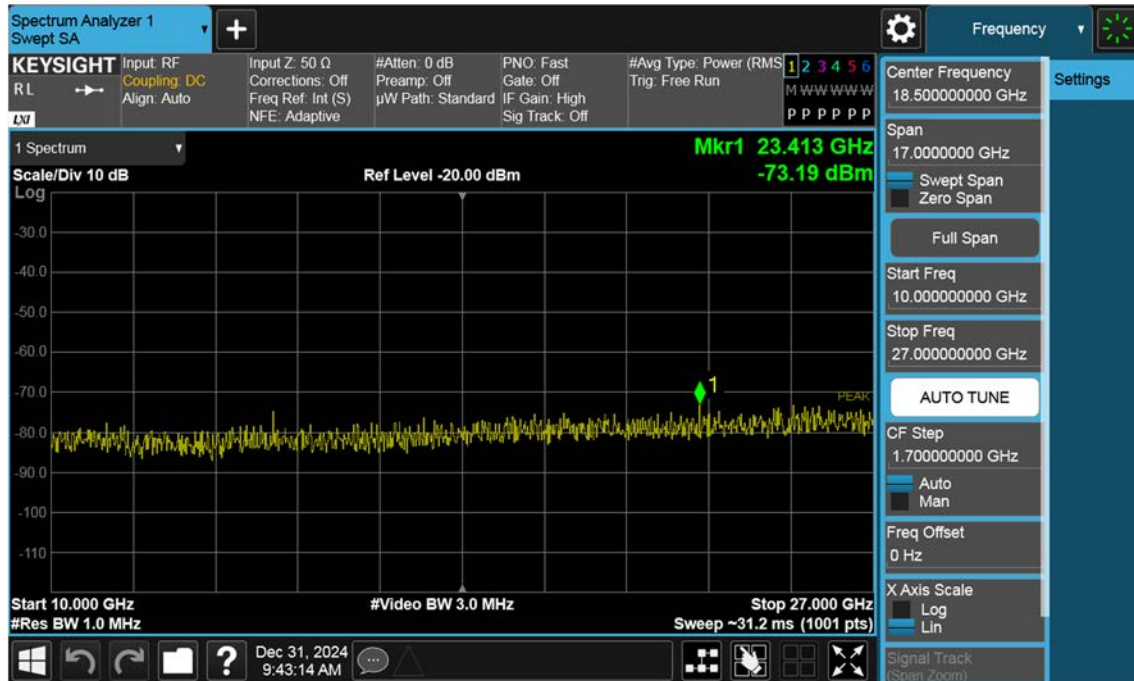 Spectrum Analyzer 1
Swept SA
Frequency
KEYSIGHT
RL
LXI
Input: RF
Coupling: DC
Align: Auto
Input Z: 50 Ω
Corrections: Off
Freq Ref: Int (S)
NFE: Adaptive
#Atten: 0 dB
Preamp: Off
µW Path: Standard
PNO: Fast
Gate: Off
IF Gain: High
Sig Track: Off
#Avg Type: Power (RMS
Trig: Free Run
1 2 3 4 5 6
M W W W W W
P P P P P P
Settings
1 Spectrum
Scale/Div 10 dB
Log
Ref Level -20.00 dBm
Mkr1 23.413 GHz
-73.19 dBm
-30.0
-40.0
-50.0
-60.0
-70.0
-80.0
-90.0
-100
-110
1
PEAK
Start 10.000 GHz
#Res BW 1.0 MHz
#Video BW 3.0 MHz
Stop 27.000 GHz
Sweep ~31.2 ms (1001 pts)
Center Frequency
18.500000000 GHz
Span
17.0000000 GHz
Swept Span
Zero Span
Full Span
Start Freq
10.000000000 GHz
Stop Freq
27.000000000 GHz
AUTO TUNE
CF Step
1.700000000 GHz
Auto
Man
Freq Offset
0 Hz
X Axis Scale
Log
Lin
Signal Track
(Span Zoom)
?
Dec 31, 2024
9:43:14 AM